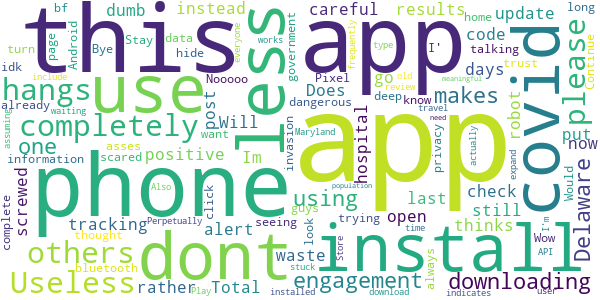 this app
less
covid
app
phone
use
dont
install
hangs
completely
please
one
Useless
others
using
makes
positive
tracking
rather
Total
engagement
downloading
Delaware
screwed
hospital
waste
open
still
thinks
check
last
alert
robot
post
Will
Does
go
code
days
update
results
careful
instead
dumb
bf
turn
page
Android
Bye
Stay
data
hide
idk
already
information
Im
scared
click
seeing
look
guys
trying
want
government
Nooooo
Pixel
deep
know
dangerous
invasion
privacy
talking
home
long
I'
frequently
everyone
works
type
include
old
review
waiting
assuming
trust
Continue
meaningful
put
now
Would
Maryland
travel
need
actually
expand
I'm
Wow
API
Store
time
always
stuck
download
indicates
user
installed
Play
Perpetually
population
Also
bluetooth
thought
asses
complete